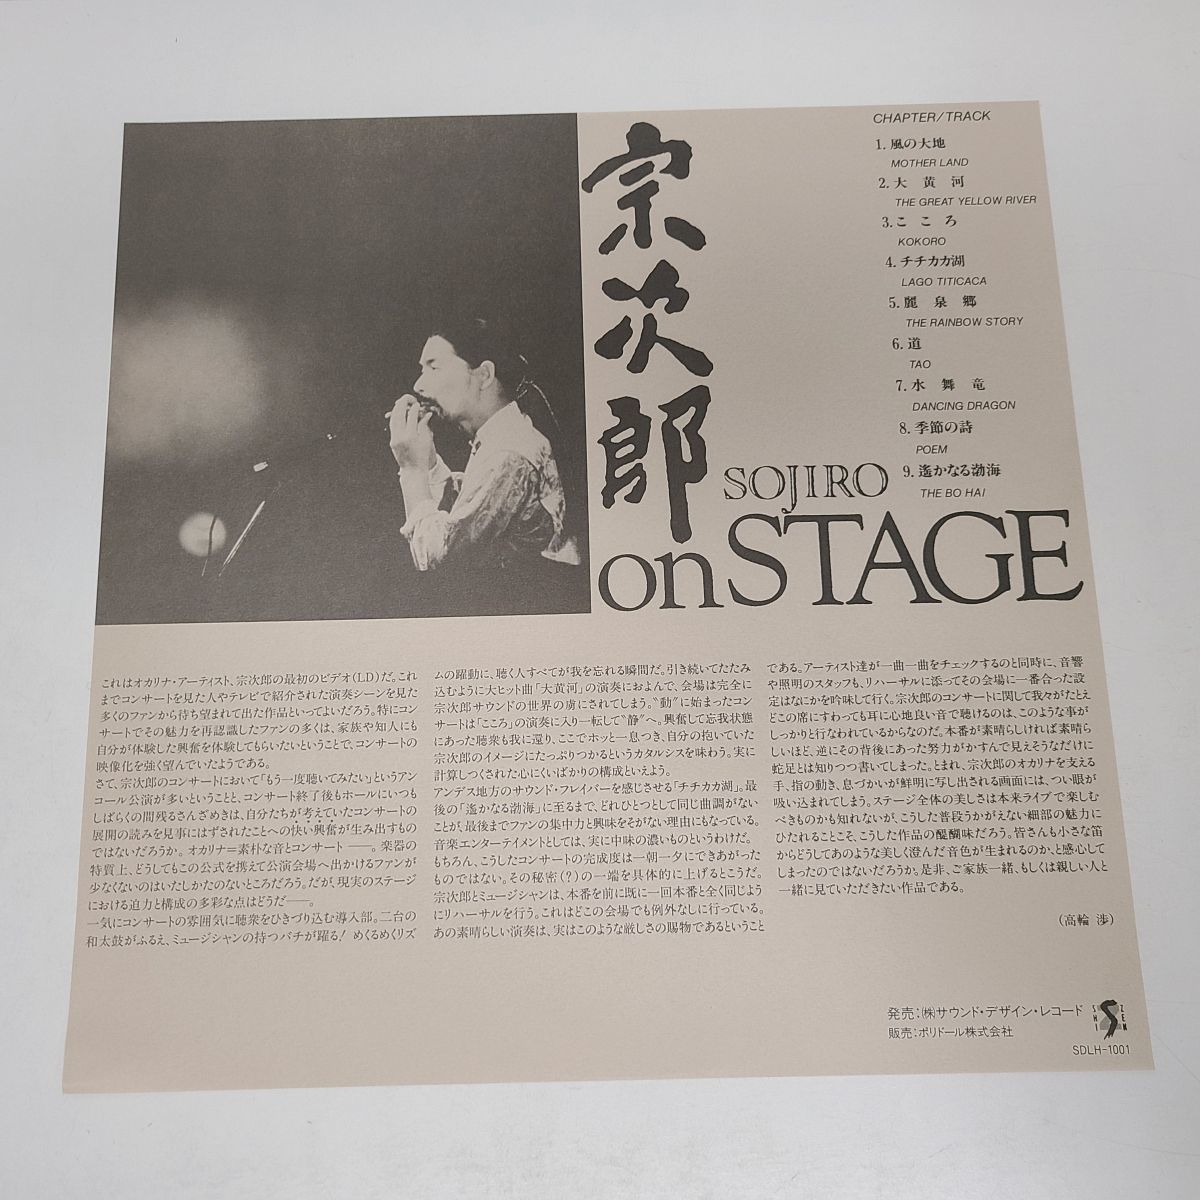 宗次郎
SOJIRO
on STAGE
CHAPTER/TRACK
1. 風の大地
MOTHER LAND
2. 大黄河
THE GREAT YELLOW RIVER
3. こころ
KOKORO
4. チチカカ湖
LAGO TITICACA
5. 麗泉郷
THE RAINBOW STORY
6. 道
TAO
7. 水舞竜
DANCING DRAGON
8. 季節の詩
POEM
9. 遙かなる渤海
THE BO HAI
これはオカリナ・アーティスト、宗次郎の最初のビデオ(LD)だ。これ
までコンサートを見た人やテレビで紹介された演奏シーンを見た
多くのファンから待ち望まれて出た作品といってよいだろう。特にコン
サートでその魅力を再認識したファンの多くは、家族や知人にも
自分が体験した興奮を体験してもらいたいということで、コンサートの
映像化を強く望んでいたようである。
さて、宗次郎のコンサートにおいて「もう一度聴いてみたい」というアン
コール公演が多いということと、コンサート終了後もホールにいつも
しばらくの間残るさんざめきは、自分たちが考えていたコンサートの
展開の読みを見事にはずされたことへの快い興奮が生み出すもの
ではないだろうか。オカリナ＝素朴な音とコンサート――。楽器の
特質上、どうしてもこの公式を携えて公演会場へ出かけるファンが
少なくないのはいたしかたのないところだろう。だが、現実のステージ
における迫力と構成の多彩な点はどうだ――。
一気にコンサートの雰囲気に聴衆をひきづり込む導入部。二台の
和太鼓がふるえ、ミュージシャンの持つバチが躍る! めくるめくリズ
ムの躍動に、聴く人すべてが我を忘れる瞬間だ。引き続いてたたみ
込むように大ヒット曲「大黄河」の演奏におよんで、会場は完全に
宗次郎サウンドの世界の虜にされてしまう。“動”に始まったコン
サートは「こころ」の演奏に入り一転して“静”へ。興奮して忘我状態
にあった聴衆も我に還り、ここでホッと一息つき、自分の抱いていた
宗次郎のイメージにたっぷりつかるというカタルシスを味わう。実に
計算しつくされた心にくいばかりの構成といえよう。
アンデス地方のサウンド・フレイバーを感じさせる「チチカカ湖」。最
後の「遙かなる渤海」に至るまで、どれひとつとして同じ曲調がない
ことが、最後までファンの集中力と興味をそがない理由にもなっている。
音楽エンターテイメントとしては、実に中味の濃いものというわけだ。
もちろん、こうしたコンサートの完成度は一朝一夕にできあがった
ものではない。その秘密(?)の一端を具体的に上げるとこうだ。
宗次郎とミュージシャンは、本番を前に既に一回本番と全く同じよう
にリハーサルを行う。これはどこの会場でも例外なしに行っている。
あの素晴らしい演奏は、実はこのような厳しさの賜物であるということ
である。アーティスト達が一曲一曲をチェックするのと同時に、音響
や照明のスタッフも、リハーサルに添ってその会場に一番合った設
定はなにかを吟味して行く。宗次郎のコンサートに関して我々がたとえ
どこの席にすわっても耳に心地良い音で聴けるのは、このような事が
しっかりと行なわれているからなのだ。本番が素晴らしければ素晴ら
しいほど、逆にその背後にあった努力がかすんで見えそうなだけに
蛇足とは知りつつ書いてしまった。とまれ、宗次郎のオカリナを支える
手、指の動き、息づかいが鮮明に写し出される画面には、つい眼が
吸い込まれてしまう。ステージ全体の美しさは本来ライブで楽しむ
べきものかも知れないが、こうした普段うかがえない細部の魅力に
ひたれることこそ、こうした作品の醍醐味だろう。皆さんも小さな笛
からどうしてあのような美しく澄んだ音色が生まれるのか、と感心して
しまったのではないだろうか。是非、ご家族一緒、もしくは親しい人と
一緒に見ていただきたい作品である。
(高輪 渉)
発売:㈱サウンド・デザイン・レコード
販売:ポリドール株式会社
SHIZEN
SDLH-1001